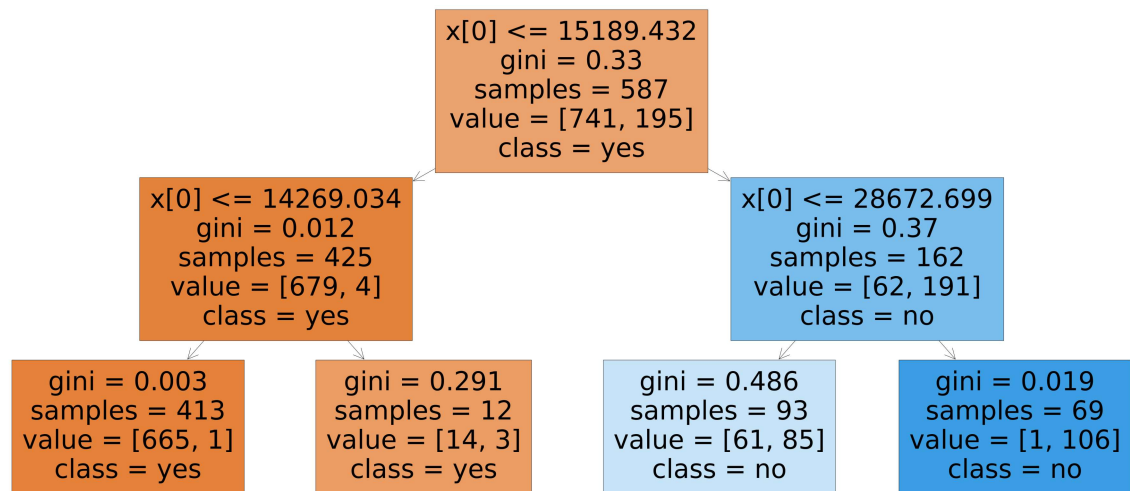 x[0] <= 15189.432
gini = 0.33
samples = 587
value = [741, 195]
class = yes
x[0] <= 14269.034
gini = 0.012
samples = 425
value = [679, 4]
class = yes
x[0] <= 28672.699
gini = 0.37
samples = 162
value = [62, 191]
class = no
gini = 0.003
samples = 413
value = [665, 1]
class = yes
gini = 0.291
samples = 12
value = [14, 3]
class = yes
gini = 0.486
samples = 93
value = [61, 85]
class = no
gini = 0.019
samples = 69
value = [1, 106]
class = no